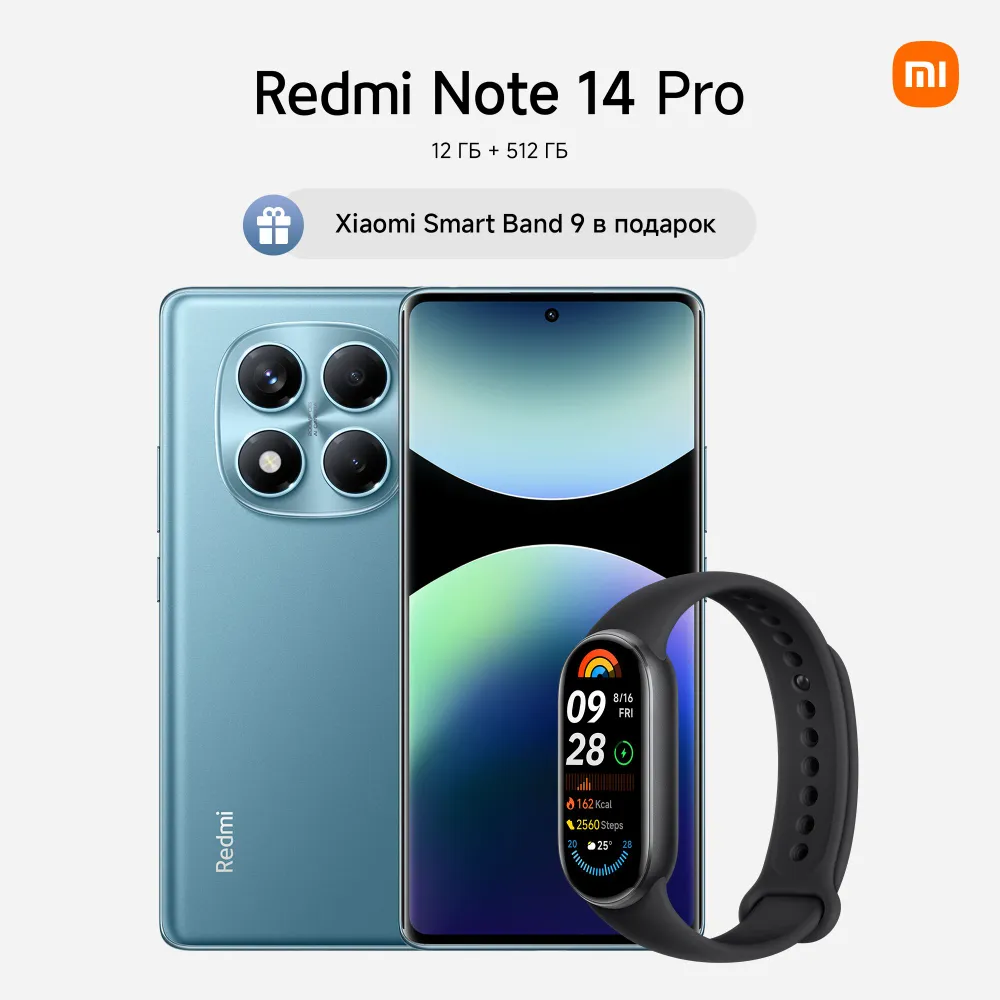 mi
Redmi Note 14 Pro
12 ГБ + 512 ГБ
Xiaomi Smart Band 9 в подарок
Redmi
09
8/16
FRI
28
162 Kcal
2560 Steps
20
25°
28